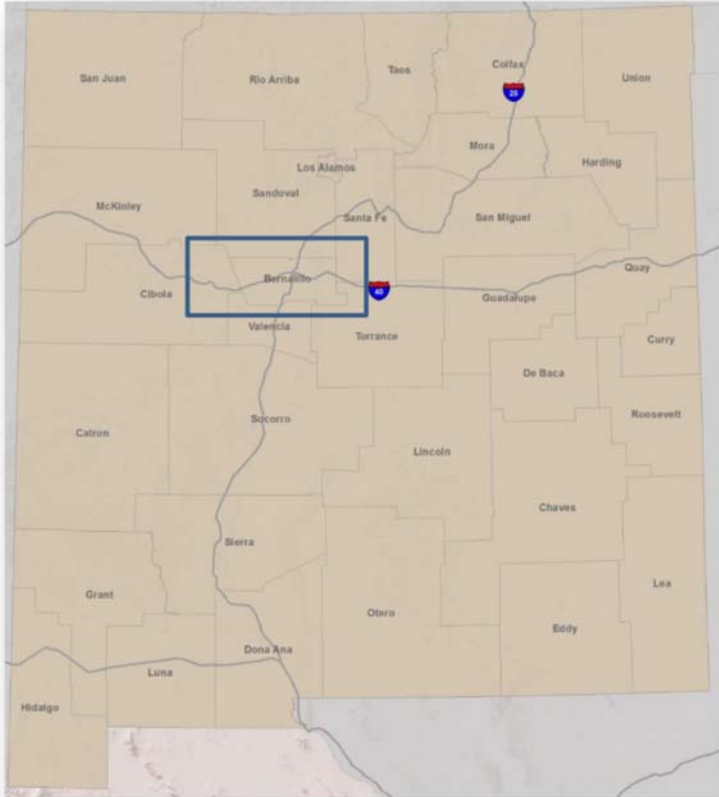 Colfax
Taos
San Juan
Rio Arriba
Union
25
Mora
Harding
Los Alamos
Sandoval
McKinley
Santa Fe
San Miguel
Quay
Bernalillo
40
Cibola
Guadalupe
Valencia
Torrance
Curry
De Baca
Roosevelt
Socorro
Catron
Lincoln
Chaves
Sierra
Lea
Grant
Otero
Eddy
Dona Ana
Luna
Hidalgo